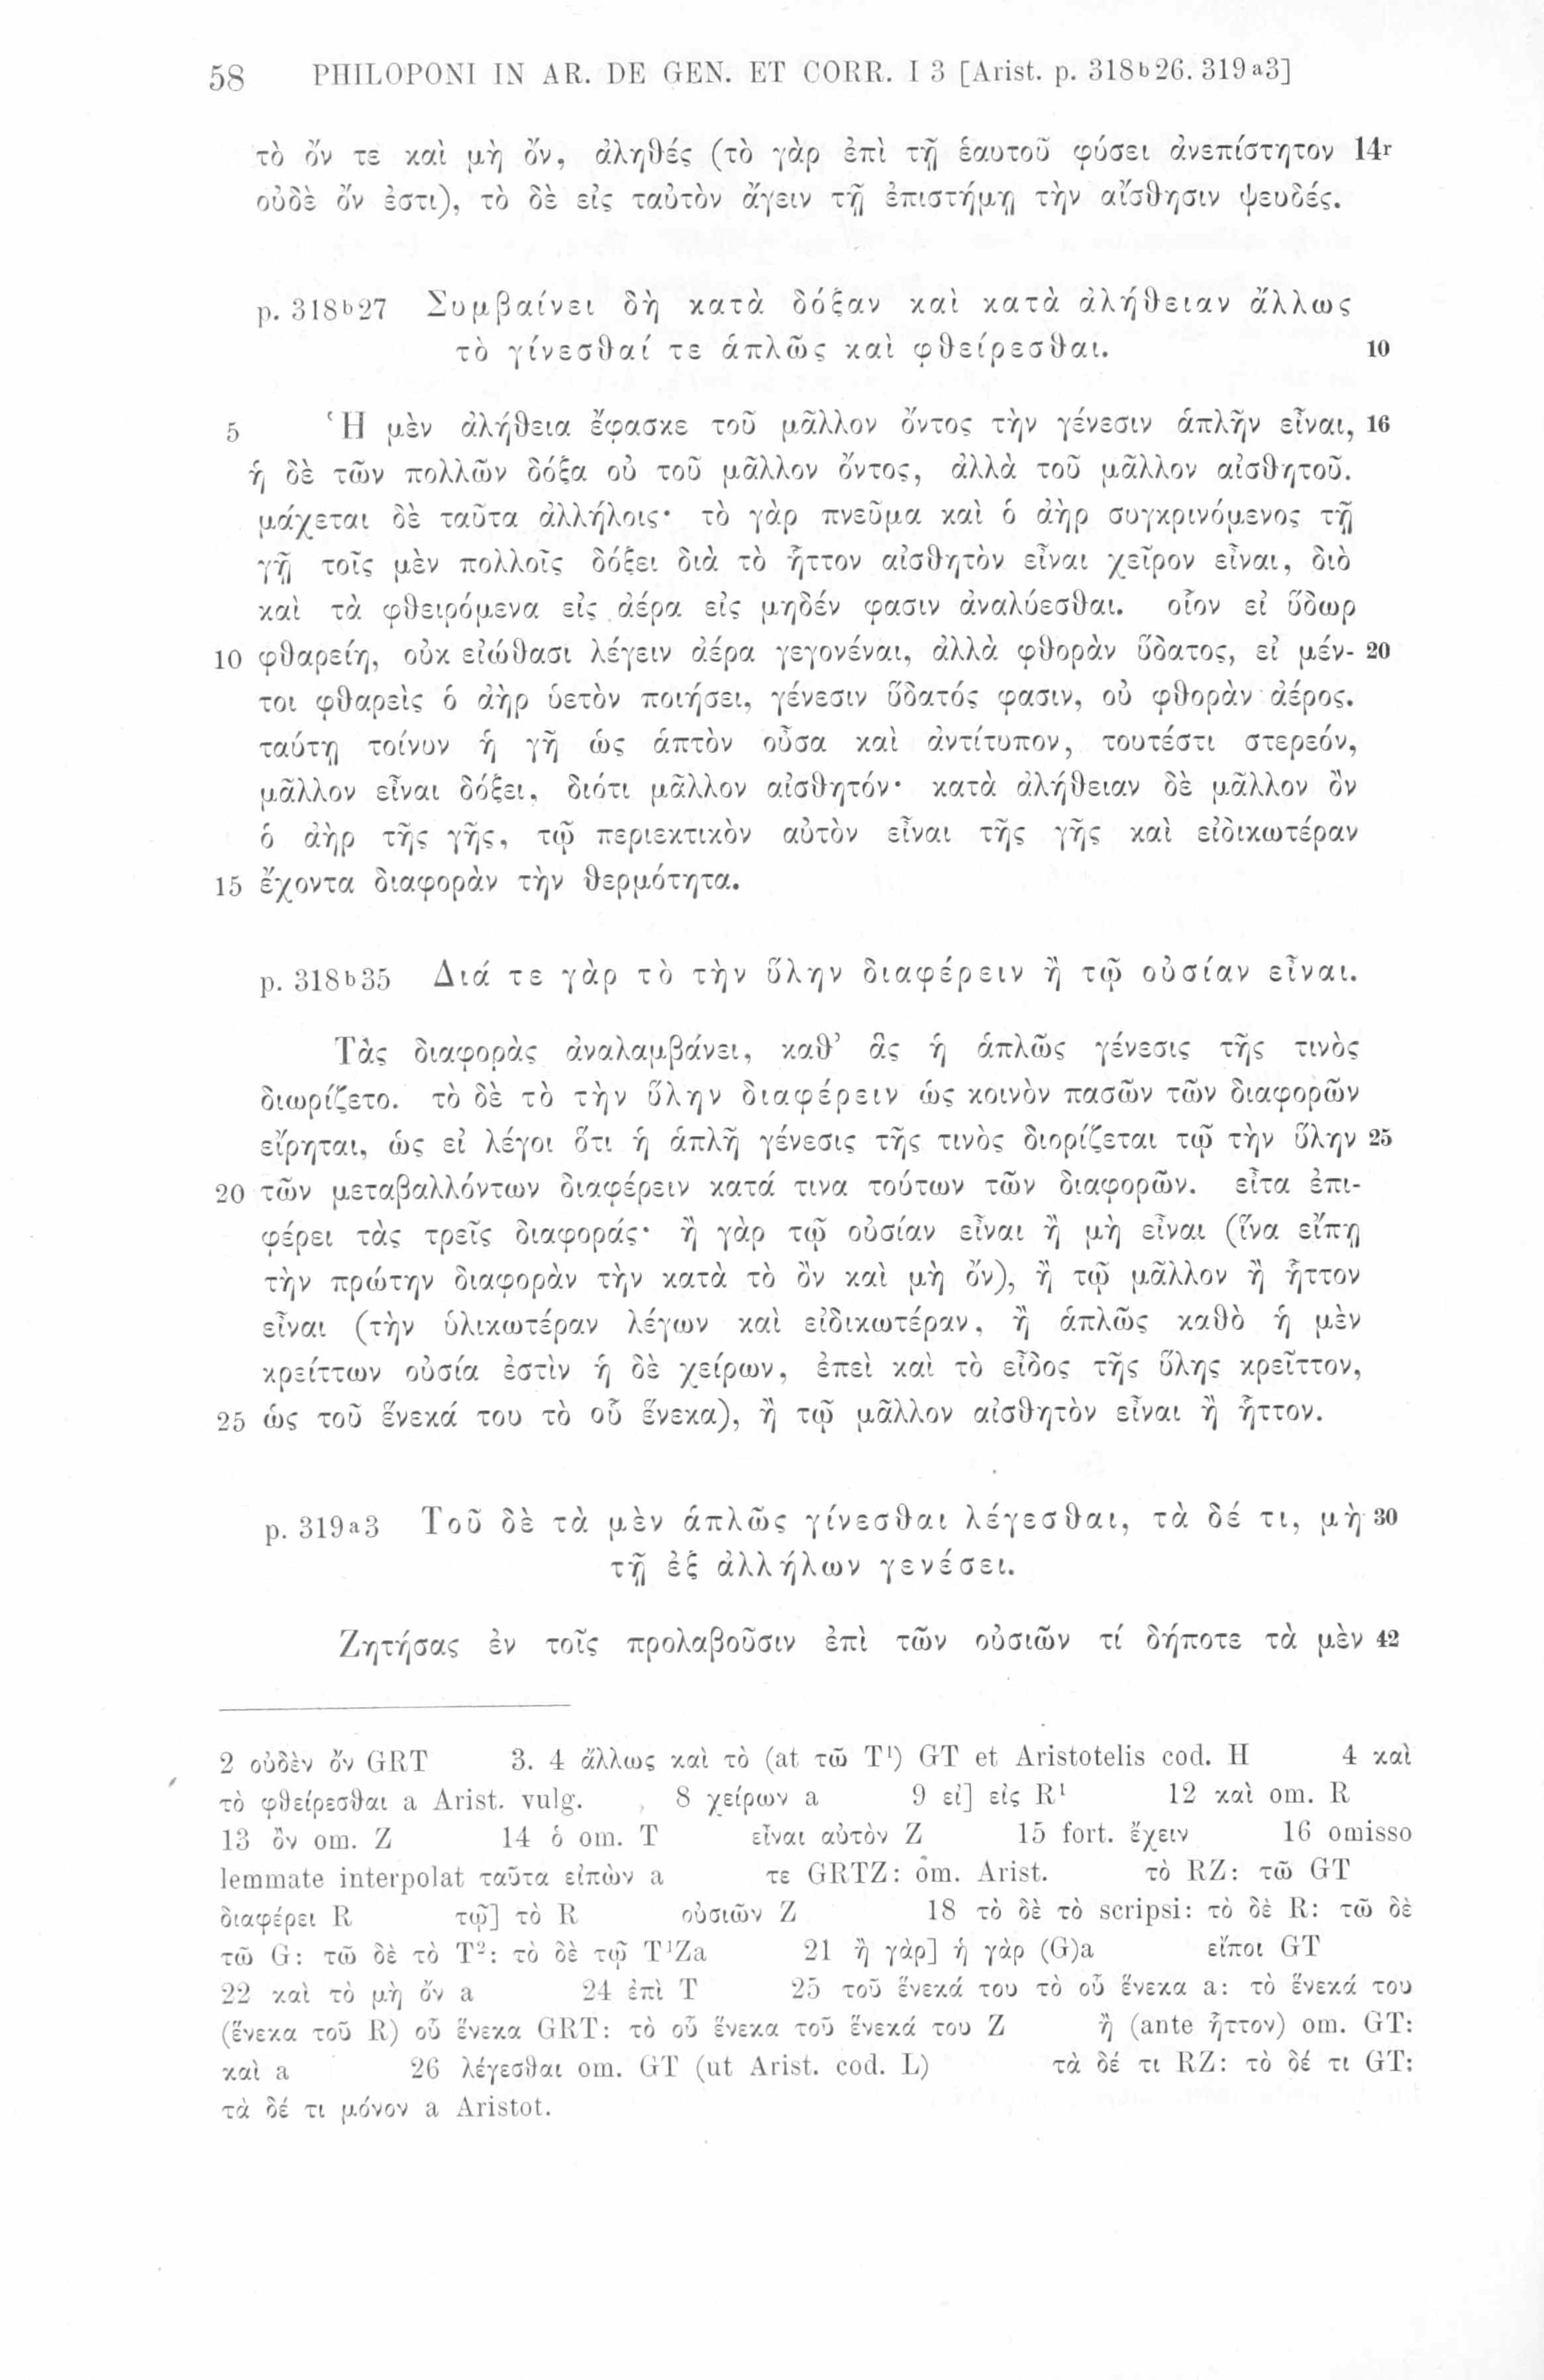 58 PHILOPONI IN AR. DE GEN. ET CORR. I 3 [Arist. p. 318b26. 319a3]
τὸ ὄν τε καὶ μὴ ὄν, ἀληθές (τὸ γὰρ ἐπὶ τῇ ἑαυτοῦ φύσει ἀνεπίστητον 14r
οὐδὲ ὄν ἐστι), τὸ δὲ εἰς ταὐτὸν ἄγειν τῇ ἐπιστήμῃ τὴν αἴσθησιν ψευδές.
p. 318b27 Συμβαίνει δὴ κατὰ δόξαν καὶ κατὰ ἀλήθειαν ἄλλως
τὸ γίνεσθαί τε ἁπλῶς καὶ φθείρεσθαι. 10
5 Ἡ μὲν ἀλήθεια ἔφασκε τοῦ μᾶλλον ὄντος τὴν γένεσιν ἁπλῆν εἶναι, 16
ἡ δὲ τῶν πολλῶν δόξα οὐ τοῦ μᾶλλον ὄντος, ἀλλὰ τοῦ μᾶλλον αἰσθητοῦ.
μάχεται δὲ ταῦτα ἀλλήλοις· τὸ γὰρ πνεῦμα καὶ ὁ ἀὴρ συγκρινόμενος τῇ
γῇ τοῖς μὲν πολλοῖς δόξει διὰ τὸ ἧττον αἰσθητὸν εἶναι χεῖρον εἶναι, διὸ
καὶ τὰ φθειρόμενα εἰς ἀέρα εἰς μηδέν φασιν ἀναλύεσθαι. οἷον εἰ ὕδωρ
10 φθαρείη, οὐκ εἰώθασι λέγειν ἀέρα γεγονέναι, ἀλλὰ φθορὰν ὕδατος, εἰ μέν- 20
τοι φθαρεὶς ὁ ἀὴρ ὑετὸν ποιήσει, γένεσιν ὕδατός φασιν, οὐ φθορὰν ἀέρος.
ταύτῃ τοίνυν ἡ γῆ ὡς ἁπτὸν οὖσα καὶ ἀντίτυπον, τουτέστι στερεόν,
μᾶλλον εἶναι δόξει, διότι μᾶλλον αἰσθητόν· κατὰ ἀλήθειαν δὲ μᾶλλον ὂν
ὁ ἀὴρ τῆς γῆς, τῷ περιεκτικὸν αὐτὸν εἶναι τῆς γῆς καὶ εἰδικωτέραν
15 ἔχοντα διαφορὰν τὴν θερμότητα.
p. 318b35 Διά τε γὰρ τὸ τὴν ὕλην διαφέρειν ἢ τῷ οὐσίαν εἶναι.
Τὰς διαφορὰς ἀναλαμβάνει, καθ’ ἃς ἡ ἁπλῶς γένεσις τῆς τινὸς
διωρίζετο. τὸ δὲ τὸ τὴν ὕλην διαφέρειν ὡς κοινὸν πασῶν τῶν διαφορῶν
εἴρηται, ὡς εἰ λέγοι ὅτι ἡ ἁπλῆ γένεσις τῆς τινὸς διορίζεται τῷ τὴν ὕλην 25
20 τῶν μεταβαλλόντων διαφέρειν κατά τινα τούτων τῶν διαφορῶν. εἶτα ἐπι-
φέρει τὰς τρεῖς διαφοράς· ἢ γὰρ τῷ οὐσίαν εἶναι ἢ μὴ εἶναι (ἵνα εἴπῃ
τὴν πρώτην διαφορὰν τὴν κατὰ τὸ ὂν καὶ μὴ ὄν), ἢ τῷ μᾶλλον ἢ ἧττον
εἶναι (τὴν ὑλικωτέραν λέγων καὶ εἰδικωτέραν, ἢ ἁπλῶς καθὸ ἡ μὲν
κρείττων οὐσία ἐστὶν ἡ δὲ χείρων, ἐπεὶ καὶ τὸ εἶδος τῆς ὕλης κρεῖττον,
25 ὡς τοῦ ἕνεκά του τὸ οὗ ἕνεκα), ἢ τῷ μᾶλλον αἰσθητὸν εἶναι ἢ ἧττον.
p. 319a3 Τοῦ δὲ τὰ μὲν ἁπλῶς γίνεσθαι λέγεσθαι, τὰ δέ τι, μὴ 30
τῇ ἐξ ἀλλήλων γενέσει.
Ζητήσας ἐν τοῖς προλαβοῦσιν ἐπὶ τῶν οὐσιῶν τί δήποτε τὰ μὲν 42
2 οὐδὲν ὄν GRT 3. 4 ἄλλως καὶ τὸ (at τῶ T¹) GT et Aristotelis cod. H 4 καὶ
τὸ φθείρεσθαι a Arist. vulg. 8 χείρων a 9 εἰ] εἰς R¹ 12 καὶ om. R
13 ὂν om. Z 14 ὁ om. T εἶναι αὐτὸν Z 15 fort. ἔχειν 16 omisso
lemmate interpolat ταῦτα εἰπὼν a τε GRTZ: om. Arist. τὸ RZ: τῶ GT
διαφέρει R τῷ] τὸ R οὐσιῶν Z 18 τὸ δὲ τὸ scripsi: τὸ δὲ R: τῶ δὲ
τῶ G: τῶ δὲ τὸ T²: τὸ δὲ τῷ T¹Za 21 ἢ γὰρ] ἡ γὰρ (G)a εἴποι GT
22 καὶ τὸ μὴ ὄν a 24 ἐπὶ T 25 τοῦ ἕνεκά του τὸ οὗ ἕνεκα a: τὸ ἕνεκά του
(ἕνεκα τοῦ R) οὗ ἕνεκα GRT: τὸ οὗ ἕνεκα τοῦ ἕνεκά του Z ἢ (ante ἧττον) om. GT:
καὶ a 26 λέγεσθαι om. GT (ut Arist. cod. L) τὰ δέ τι RZ: τὸ δέ τι GT:
τὰ δέ τι μόνον a Aristot.